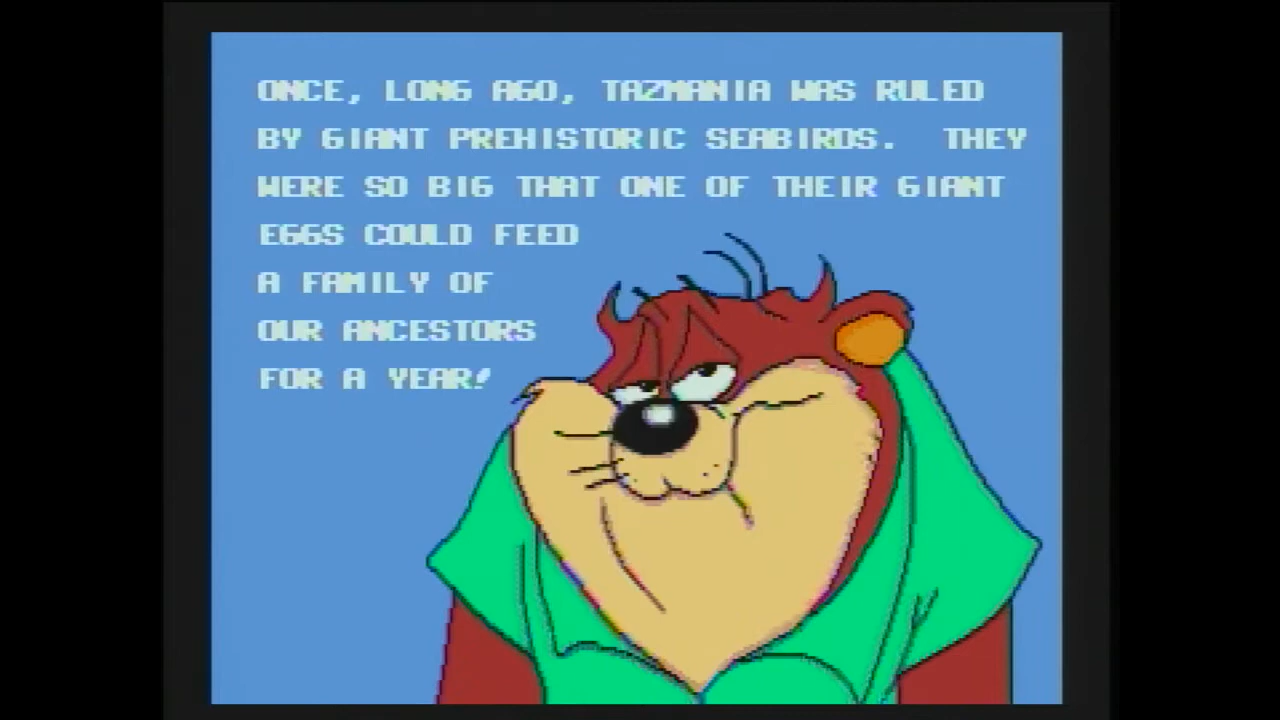 ONCE, LONG AGO, TAZMANIA WAS RULED
BY GIANT PREHISTORIC SEABIRDS. THEY
WERE SO BIG THAT ONE OF THEIR GIANT
EGGS COULD FEED
A FAMILY OF
OUR ANCESTORS
FOR A YEAR!